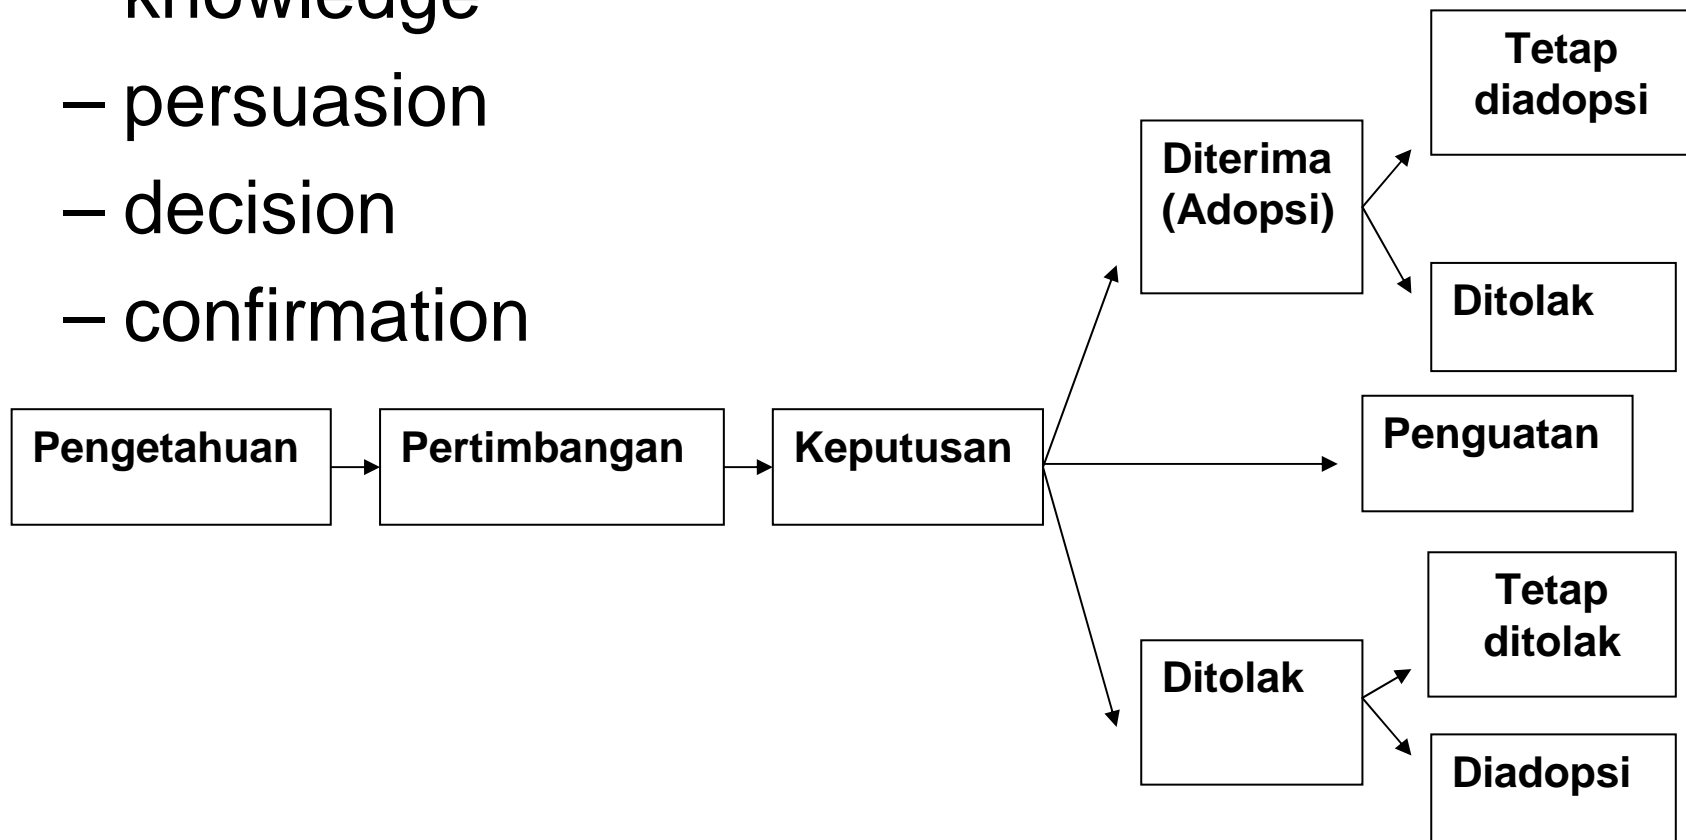 knowledge
– persuasion
– decision
– confirmation
Tetap
diadopsi
Diterima
(Adopsi)
Ditolak
Pengetahuan
Pertimbangan
Keputusan
Penguatan
Tetap
ditolak
Ditolak
Diadopsi